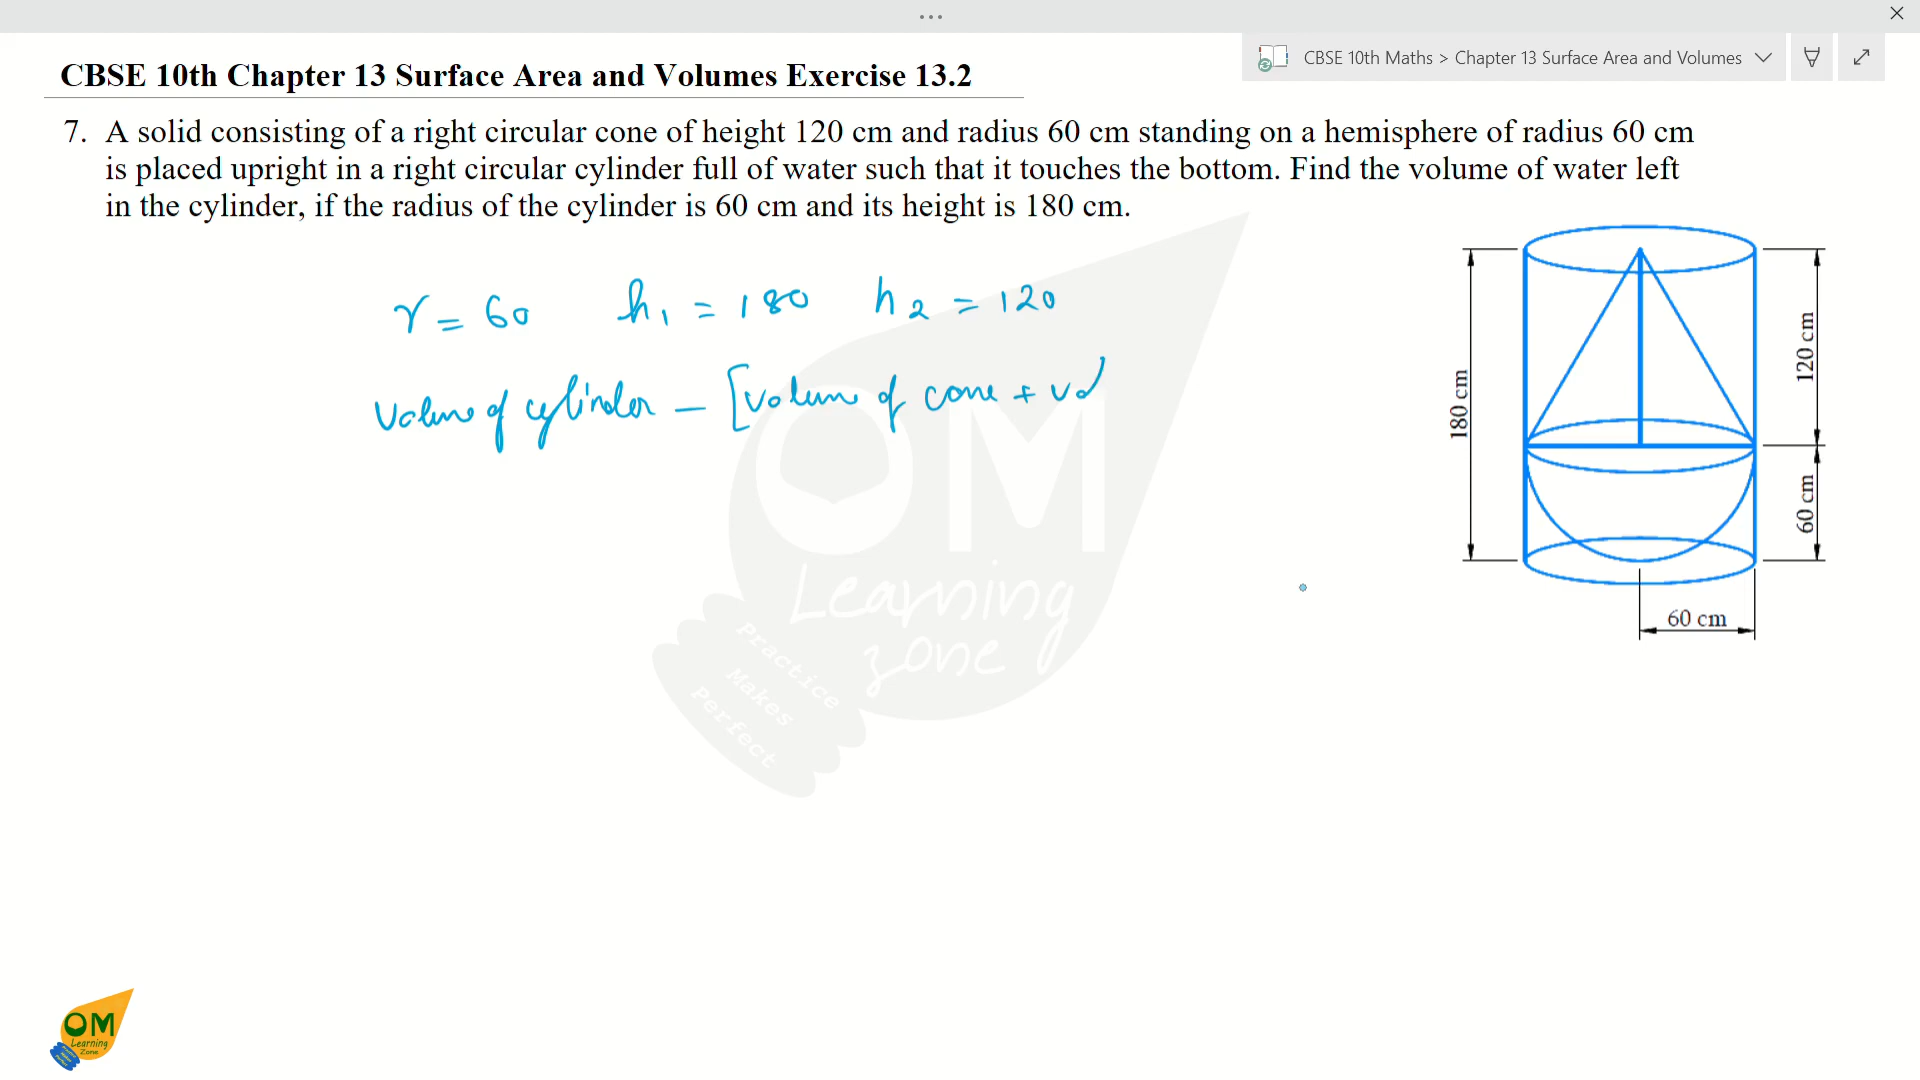 CBSE 10th Maths > Chapter 13 Surface Area and Volumes
CBSE 10th Chapter 13 Surface Area and Volumes Exercise 13.2
7. A solid consisting of a right circular cone of height 120 cm and radius 60 cm standing on a hemisphere of radius 60 cm
is placed upright in a right circular cylinder full of water such that it touches the bottom. Find the volume of water left
in the cylinder, if the radius of the cylinder is 60 cm and its height is 180 cm.
r = 60 h₁ = 180 h₂ = 120
Volume of cylinder – [volume of cone + vol
180 cm
120 cm
60 cm
60 cm
OM
Learning
Zone
Practice
Makes
Perfect
OM
Learning
Zone